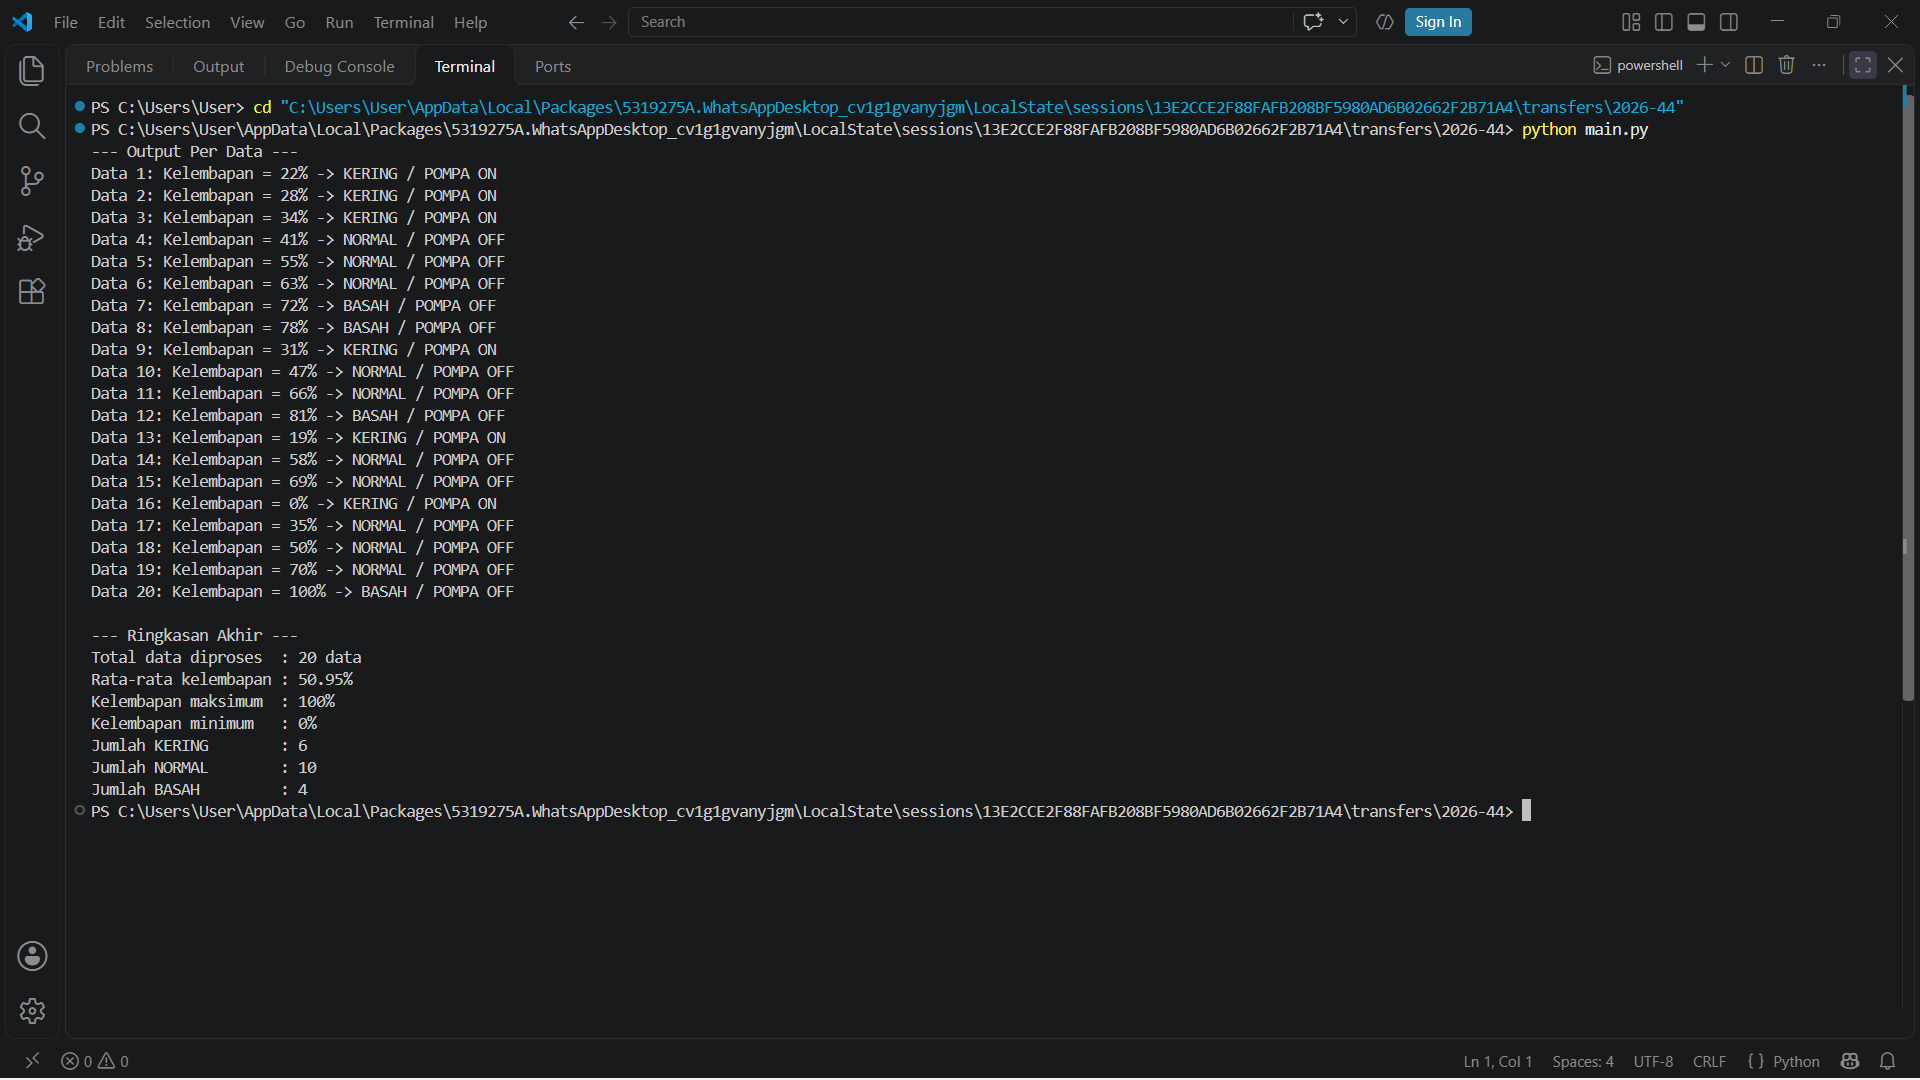 File Edit Selection View Go Run Terminal Help Search Sign In
Problems Output Debug Console Terminal Ports powershell
PS C:\Users\User> cd "C:\Users\User\AppData\Local\Packages\5319275A.WhatsAppDesktop_cv1g1gvanyjgm\LocalState\sessions\13E2CCE2F88FAFB208BF5980AD6B02662F2B71A4\transfers\2026-44"
PS C:\Users\User\AppData\Local\Packages\5319275A.WhatsAppDesktop_cv1g1gvanyjgm\LocalState\sessions\13E2CCE2F88FAFB208BF5980AD6B02662F2B71A4\transfers\2026-44> python main.py
--- Output Per Data ---
Data 1: Kelembapan = 22% -> KERING / POMPA ON
Data 2: Kelembapan = 28% -> KERING / POMPA ON
Data 3: Kelembapan = 34% -> KERING / POMPA ON
Data 4: Kelembapan = 41% -> NORMAL / POMPA OFF
Data 5: Kelembapan = 55% -> NORMAL / POMPA OFF
Data 6: Kelembapan = 63% -> NORMAL / POMPA OFF
Data 7: Kelembapan = 72% -> BASAH / POMPA OFF
Data 8: Kelembapan = 78% -> BASAH / POMPA OFF
Data 9: Kelembapan = 31% -> KERING / POMPA ON
Data 10: Kelembapan = 47% -> NORMAL / POMPA OFF
Data 11: Kelembapan = 66% -> NORMAL / POMPA OFF
Data 12: Kelembapan = 81% -> BASAH / POMPA OFF
Data 13: Kelembapan = 19% -> KERING / POMPA ON
Data 14: Kelembapan = 58% -> NORMAL / POMPA OFF
Data 15: Kelembapan = 69% -> NORMAL / POMPA OFF
Data 16: Kelembapan = 0% -> KERING / POMPA ON
Data 17: Kelembapan = 35% -> NORMAL / POMPA OFF
Data 18: Kelembapan = 50% -> NORMAL / POMPA OFF
Data 19: Kelembapan = 70% -> NORMAL / POMPA OFF
Data 20: Kelembapan = 100% -> BASAH / POMPA OFF
--- Ringkasan Akhir ---
Total data diproses : 20 data
Rata-rata kelembapan : 50.95%
Kelembapan maksimum : 100%
Kelembapan minimum : 0%
Jumlah KERING : 6
Jumlah NORMAL : 10
Jumlah BASAH : 4
PS C:\Users\User\AppData\Local\Packages\5319275A.WhatsAppDesktop_cv1g1gvanyjgm\LocalState\sessions\13E2CCE2F88FAFB208BF5980AD6B02662F2B71A4\transfers\2026-44>
0 0 Ln 1, Col 1 Spaces: 4 UTF-8 CRLF { } Python